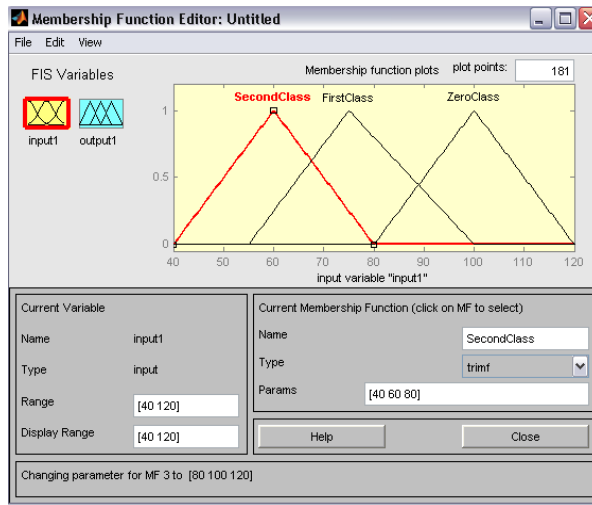 Membership Function Editor: Untitled
File Edit View
FIS Variables
input1 output1
Membership function plots plot points: 181
SecondClass FirstClass ZeroClass
1
0.5
0
40 50 60 70 80 90 100 110 120
input variable "input1"
Current Variable
Name input1
Type input
Range [40 120]
Display Range [40 120]
Current Membership Function (click on MF to select)
Name SecondClass
Type trimf
Params [40 60 80]
Help Close
Changing parameter for MF 3 to [80 100 120]